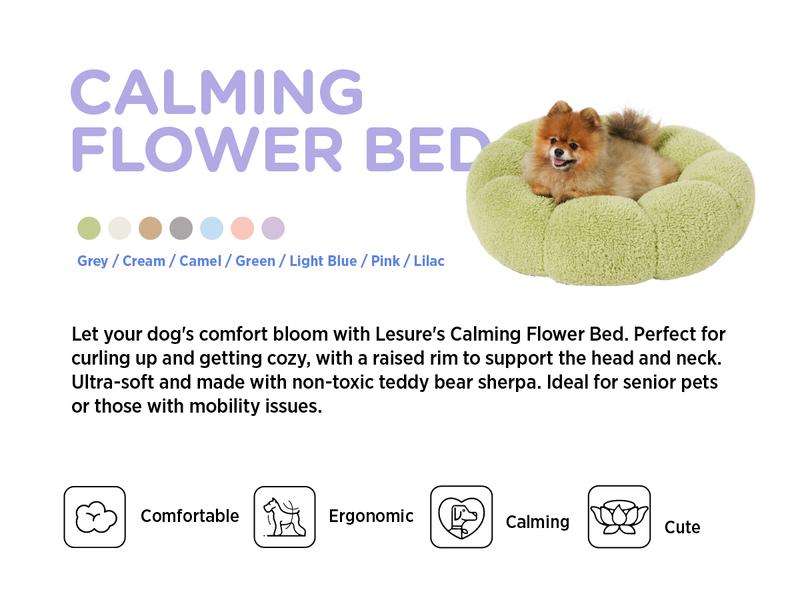 CALMING
FLOWER BED
Grey / Cream / Camel / Green / Light Blue / Pink / Lilac
Let your dog's comfort bloom with Lesure's Calming Flower Bed. Perfect for
curling up and getting cozy, with a raised rim to support the head and neck.
Ultra-soft and made with non-toxic teddy bear sherpa. Ideal for senior pets
or those with mobility issues.
Comfortable
Ergonomic
Calming
Cute